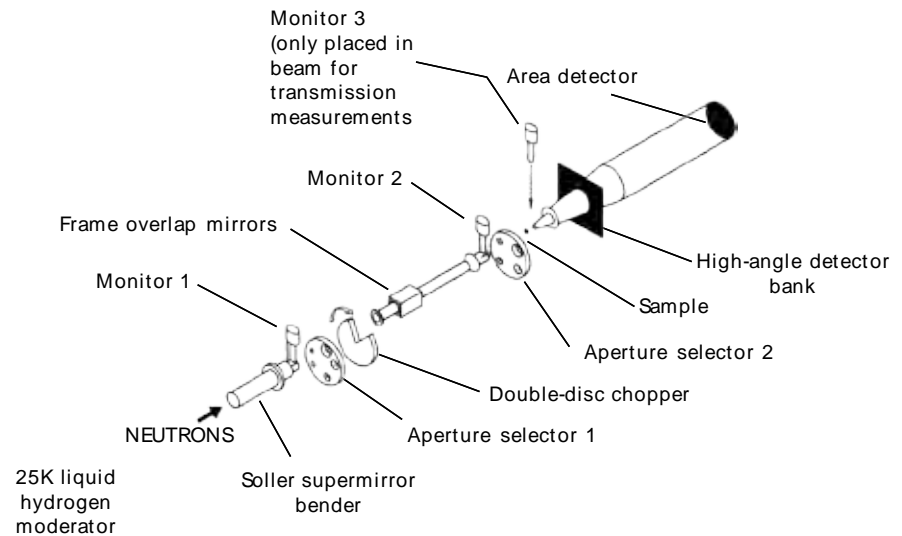 Monitor 3
(only placed in
beam for
transmission
measurements
Area detector
Monitor 2
Frame overlap mirrors
Monitor 1
High-angle detector
bank
Sample
Aperture selector 2
Double-disc chopper
NEUTRONS
Aperture selector 1
25K liquid
hydrogen
moderator
Soller supermirror
bender